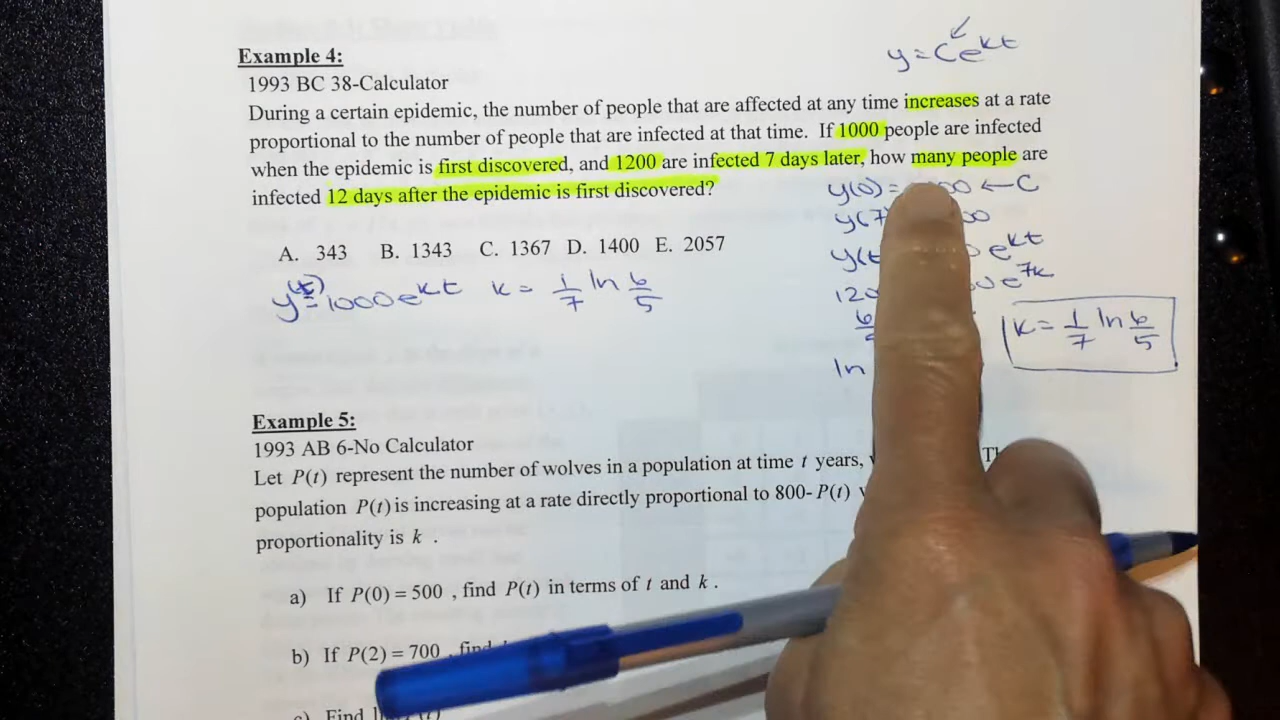 y = Ce^kt
Example 4:
1993 BC 38-Calculator
During a certain epidemic, the number of people that are affected at any time increases at a rate
proportional to the number of people that are infected at that time. If 1000 people are infected
when the epidemic is first discovered, and 1200 are infected 7 days later, how many people are
infected 12 days after the epidemic is first discovered?
y(0)= ← C
y(7
A. 343 B. 1343 C. 1367 D. 1400 E. 2057
y(t e^kt
y(t) = 1000e^kt k = 1/7 ln 6/5
120 e^7k
k = 1/7 ln 6/5
ln
Example 5:
1993 AB 6-No Calculator
Let P(t) represent the number of wolves in a population at time t years,
population P(t) is increasing at a rate directly proportional to 800- P(t)
proportionality is k .
a) If P(0) = 500 , find P(t) in terms of t and k .
b) If P(2) = 700 , find
c) Find